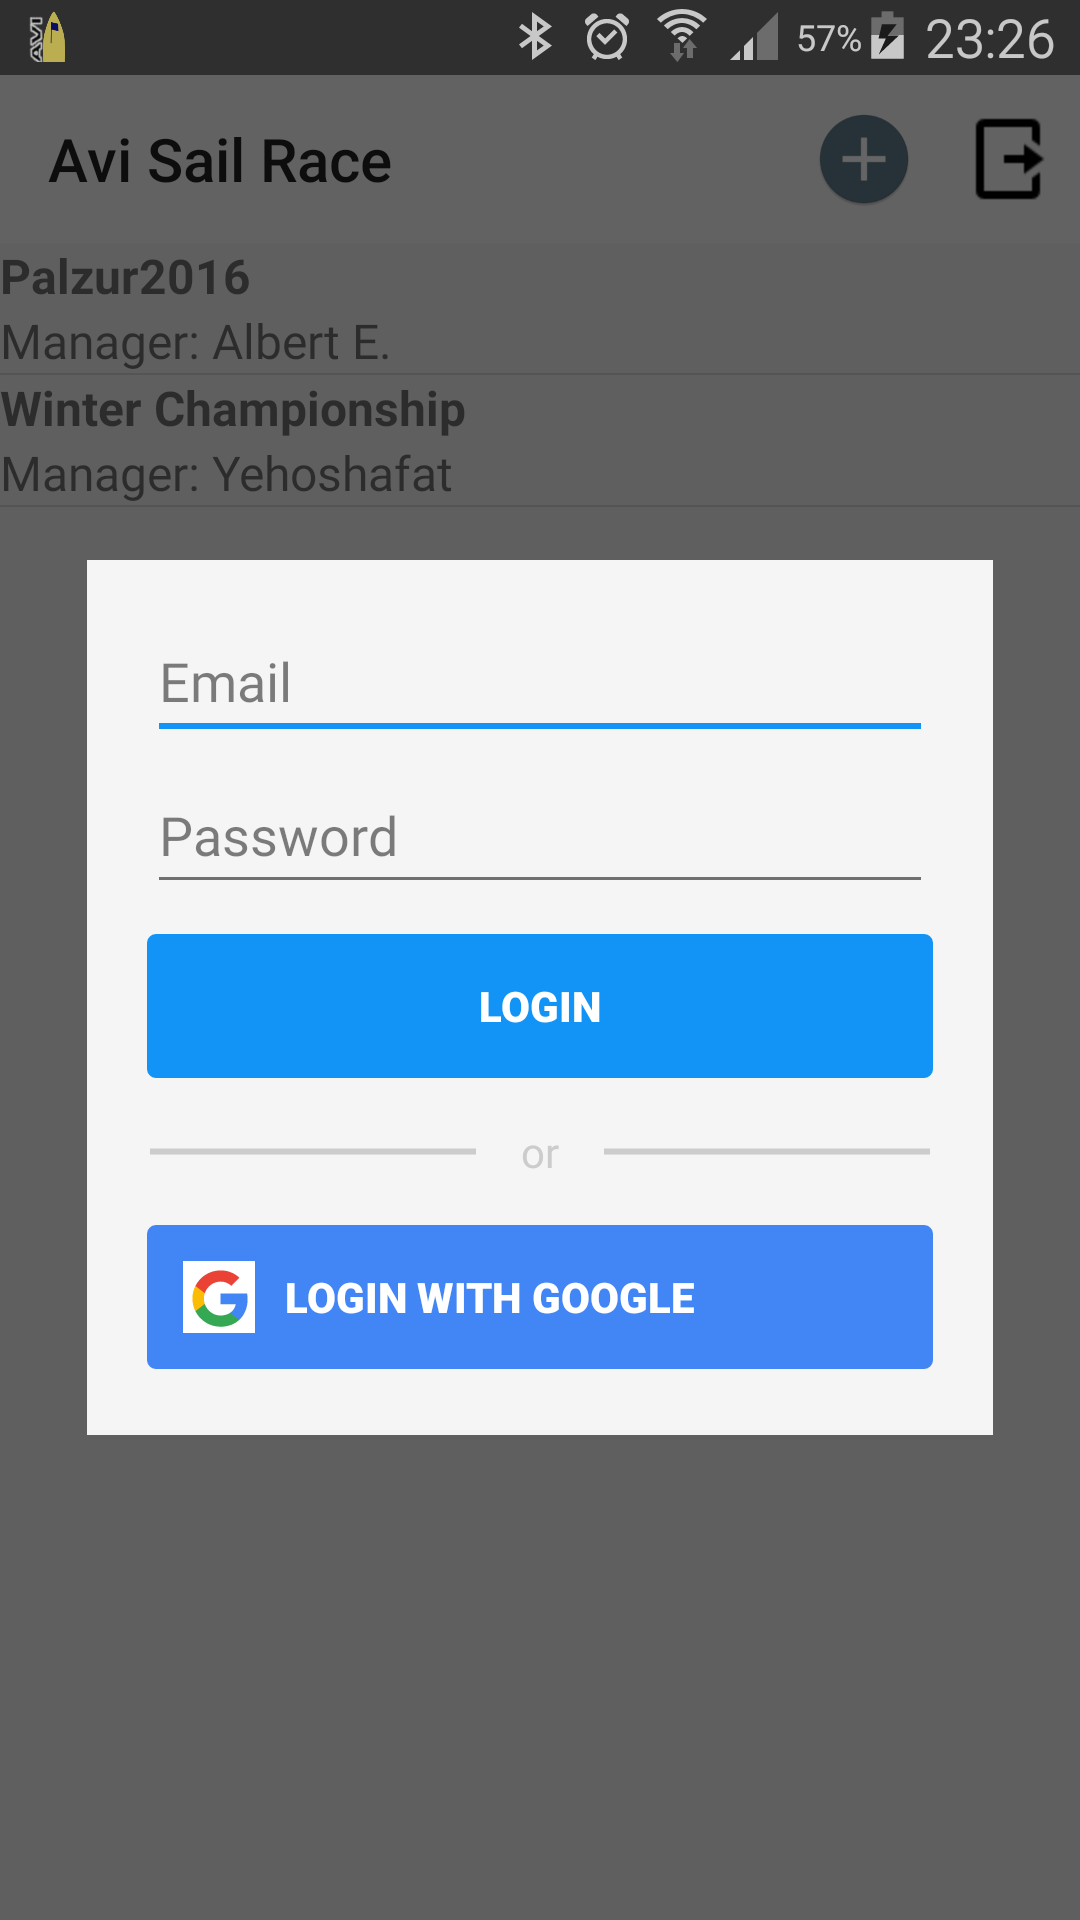 AVI
57%
23:26
Avi Sail Race
Palzur2016
Manager: Albert E.
Winter Championship
Manager: Yehoshafat
Email
Password
LOGIN
or
G
LOGIN WITH GOOGLE